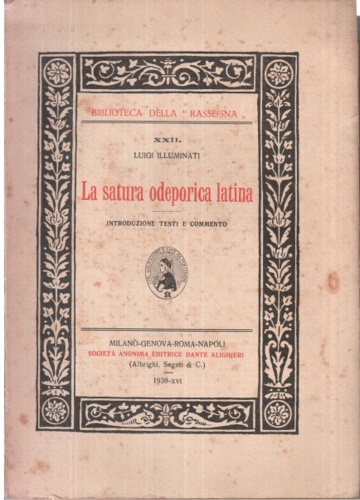 BIBLIOTECA DELLA " RASSEGNA „
XXII.
LUIGI ILLUMINATI
La satura odeporica latina
INTRODUZIONE TESTI E COMMENTO
MILANO-GENOVA-ROMA-NAPOLI
SOCIETÀ ANONIMA EDITRICE DANTE ALIGHIERI
(Albrighi, Segati & C.)
1938-XVI